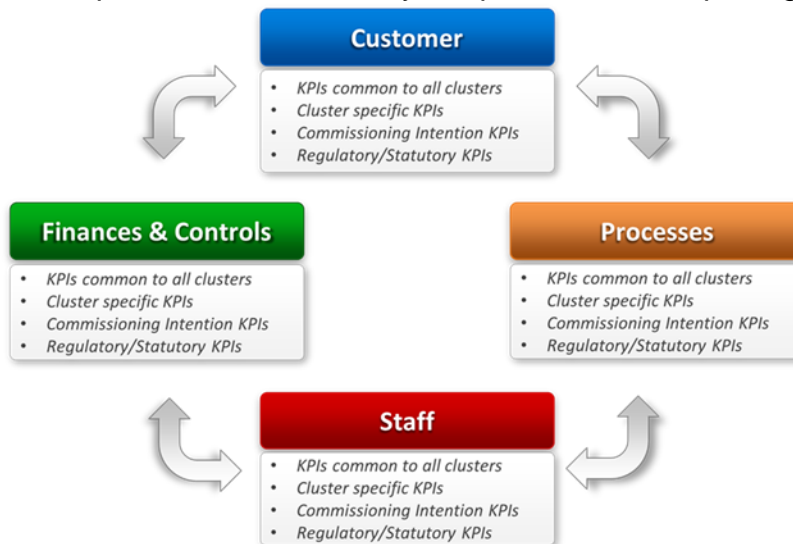 Customer
• KPIs common to all clusters
• Cluster specific KPIs
• Commissioning Intention KPIs
• Regulatory/Statutory KPIs
Finances & Controls
• KPIs common to all clusters
• Cluster specific KPIs
• Commissioning Intention KPIs
• Regulatory/Statutory KPIs
Processes
• KPIs common to all clusters
• Cluster specific KPIs
• Commissioning Intention KPIs
• Regulatory/Statutory KPIs
Staff
• KPIs common to all clusters
• Cluster specific KPIs
• Commissioning Intention KPIs
• Regulatory/Statutory KPIs